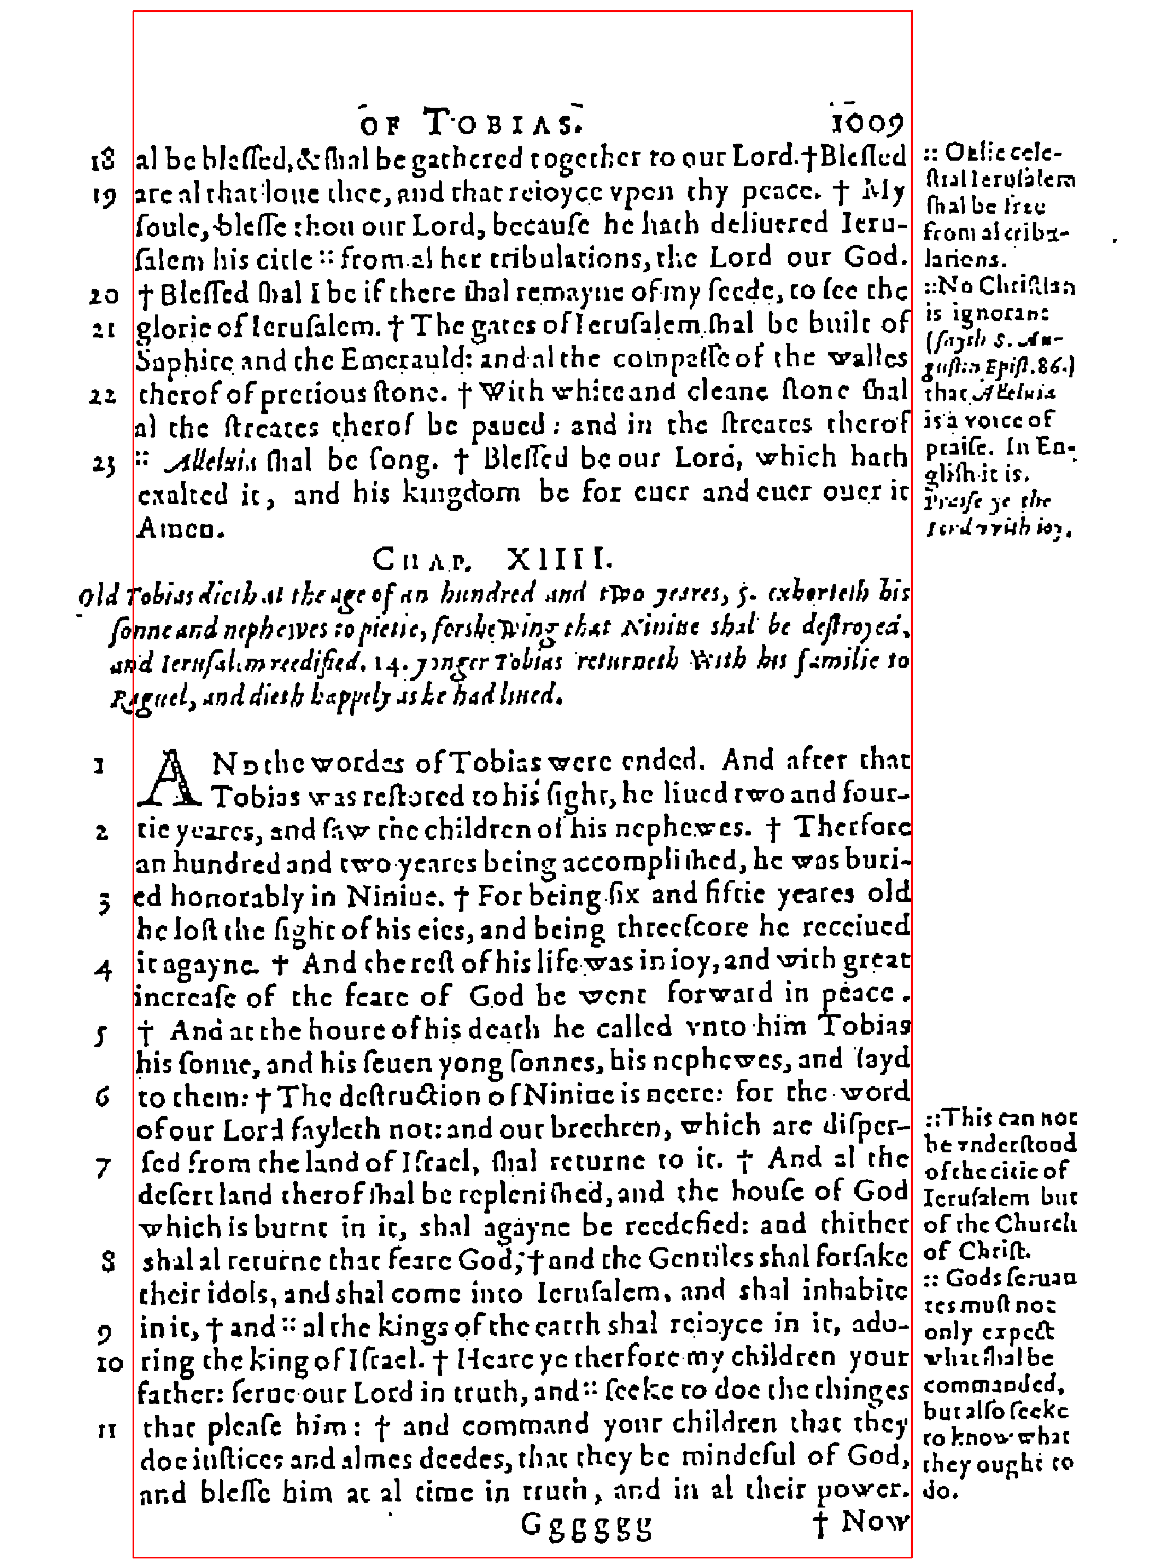 OF TOBIAS. 1009
18 al be blessed, & shal be gathered together to our Lord. † Blessed
19 are al that loue thee, and that reioyce vpon thy peace. † My
soule, blesse thou our Lord, because he hath deliuered Ieru-
salem his citie :: from al her tribulations, the Lord our God.
20 † Blessed shal I be if there shal remayne of my seede, to see the
21 glorie of Ierusalem. † The gates of Ierusalem shal be built of
Saphire and the Emerauld: and al the compasse of the walles
22 therof of precious stone. † With white and cleane stone shal
al the streates therof be paued: and in the streates therof
23 :: Alleluia shal be song. † Blessed be our Lord, which hath
exalted it, and his kingdom be for euer and euer ouer it
Amen.
:: Of the cele-
stial Ierusalem
shal be free
from al tribu-
lations.
:: No Christian
is ignorant
(sayth S. Au-
gustin Epist. 86.)
that Alleluia
is a voice of
praise. In En-
glish it is.
Praise ye the
Lord with ioy.
CHAP. XIIII.
Old Tobias dieth at the age of an hundred and two yeares, 5. exhorteth his
sonne and nephewes to pietie, forshewing that Niniue shal be destroyed,
and Ierusalem reedified. 14. yonger Tobias returneth with his familie to
Raguel, and dieth happely as he had liued.
1 AND the wordes of Tobias were ended. And after that
Tobias was restored to his sight, he liued two and four-
2 tie yeares, and saw the children of his nephewes. † Therfore
an hundred and two yeares being accomplished, he was buri-
3 ed honorably in Niniue. † For being six and fiftie yeares old
he lost the sight of his eies, and being threescore he receiued
4 it agayne. † And the rest of his life was in ioy, and with great
increase of the feare of God he went forward in peace.
5 † And at the houre of his death he called vnto him Tobias
his sonne, and his seuen yong sonnes, his nephewes, and sayd
6 to them: † The destruction of Niniue is neere: for the word
of our Lord fayleth not: and our brethren, which are disper-
7 sed from the land of Israel, shal returne to it. † And al the
desert land therof shal be replenished, and the house of God
which is burnt in it, shal agayne be reedefied: and thither
8 shal al returne that feare God; † and the Gentiles shal forsake
their idols, and shal come into Ierusalem, and shal inhabite
9 in it, † and :: al the kings of the earth shal reioyce in it, ado-
10 ring the king of Israel. † Heare ye therfore my children your
father: serue our Lord in truth, and :: seeke to doe the thinges
11 that please him: † and command your children that they
doe iustices and almes deedes, that they be mindeful of God,
and blesse him at al time in truth, and in al their power.
:: This can not
be vnderstood
of the citie of
Ierusalem but
of the Church
of Christ.
:: Gods seruan
tes must not
only expect
what shal be
commanded,
but also seeke
to know what
they ought to
do.
Gggggg † Now